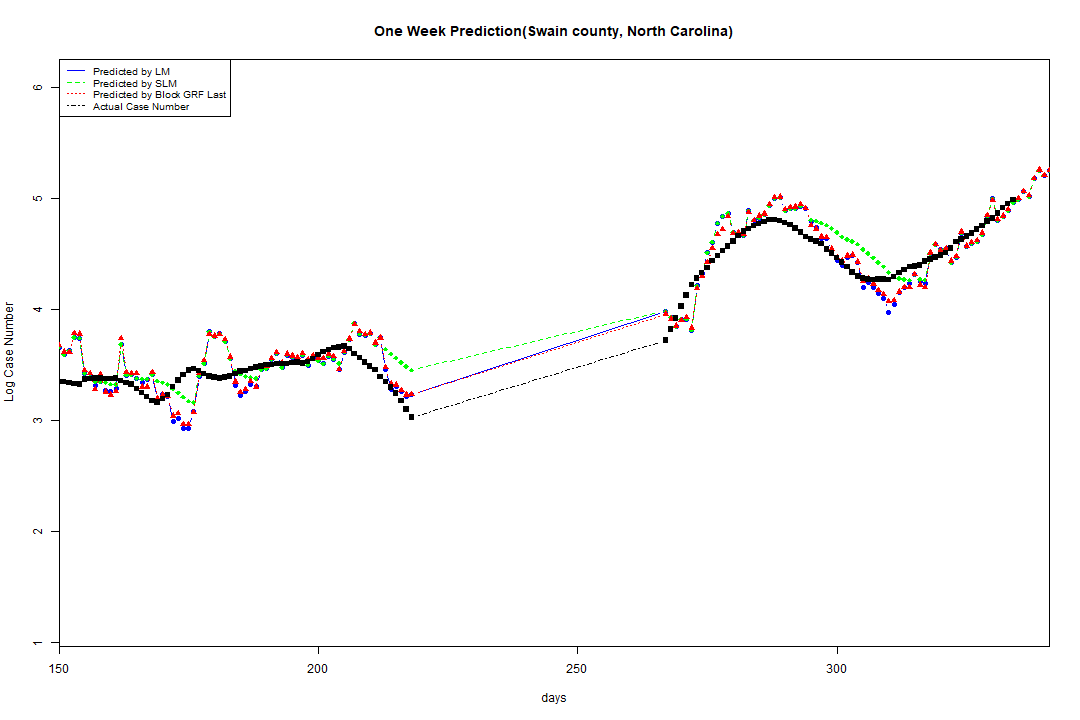 One Week Prediction(Swain county, North Carolina)
Predicted by LM
Predicted by SLM
Predicted by Block GRF Last
Actual Case Number
Log Case Number
6
5
4
3
2
1
150 200 250 300
days